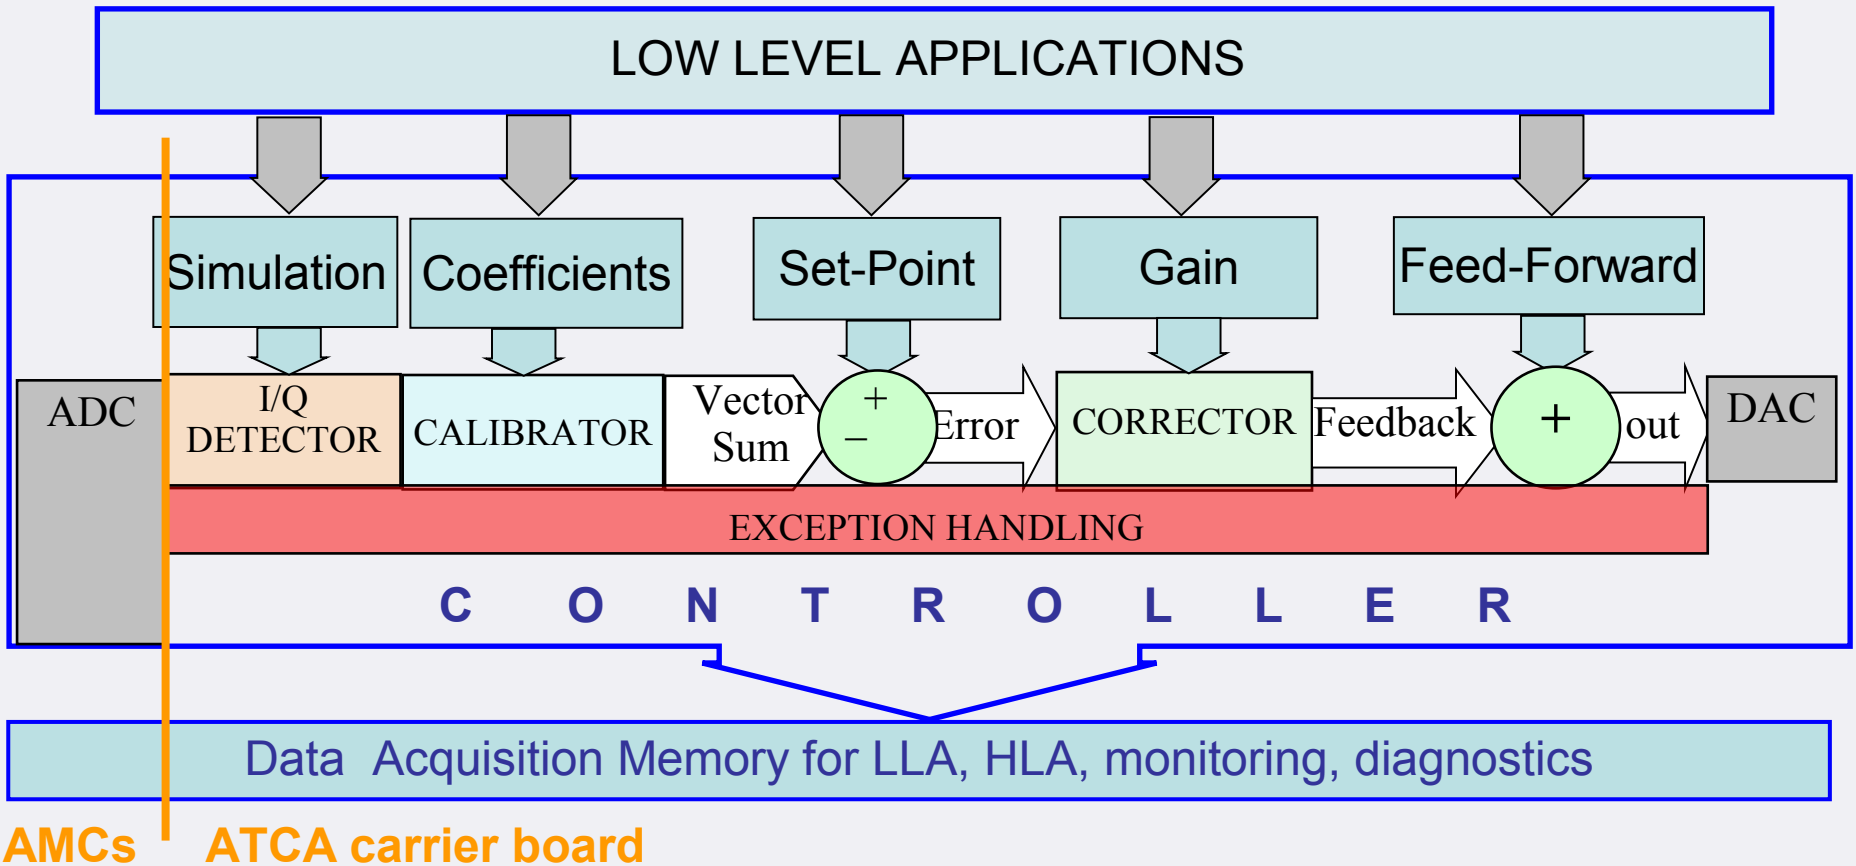 LOW LEVEL APPLICATIONS
Simulation
Coefficients
Set-Point
Gain
Feed-Forward
ADC
I/Q
DETECTOR
CALIBRATOR
Vector
Sum
+
–
Error
CORRECTOR
Feedback
+
out
DAC
EXCEPTION HANDLING
C O N T R O L L E R
Data Acquisition Memory for LLA, HLA, monitoring, diagnostics
AMCs
ATCA carrier board